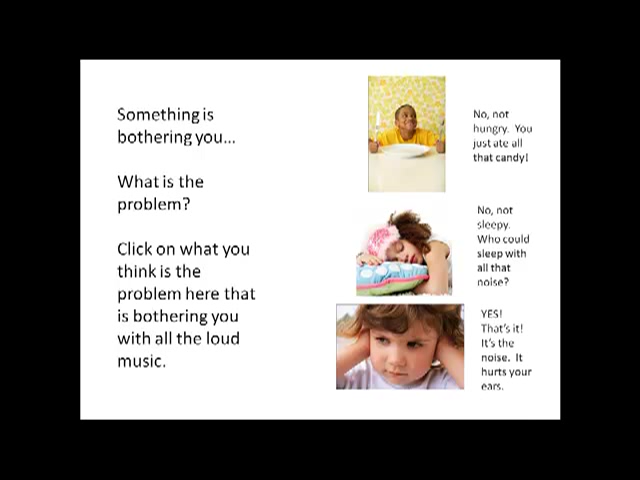 Something is
bothering you...
What is the
problem?
Click on what you
think is the
problem here that
is bothering you
with all the loud
music.
No, not
hungry. You
just ate all
that candy!
No, not
sleepy.
Who could
sleep with
all that
noise?
YES!
That's it!
It's the
noise. It
hurts your
ears.